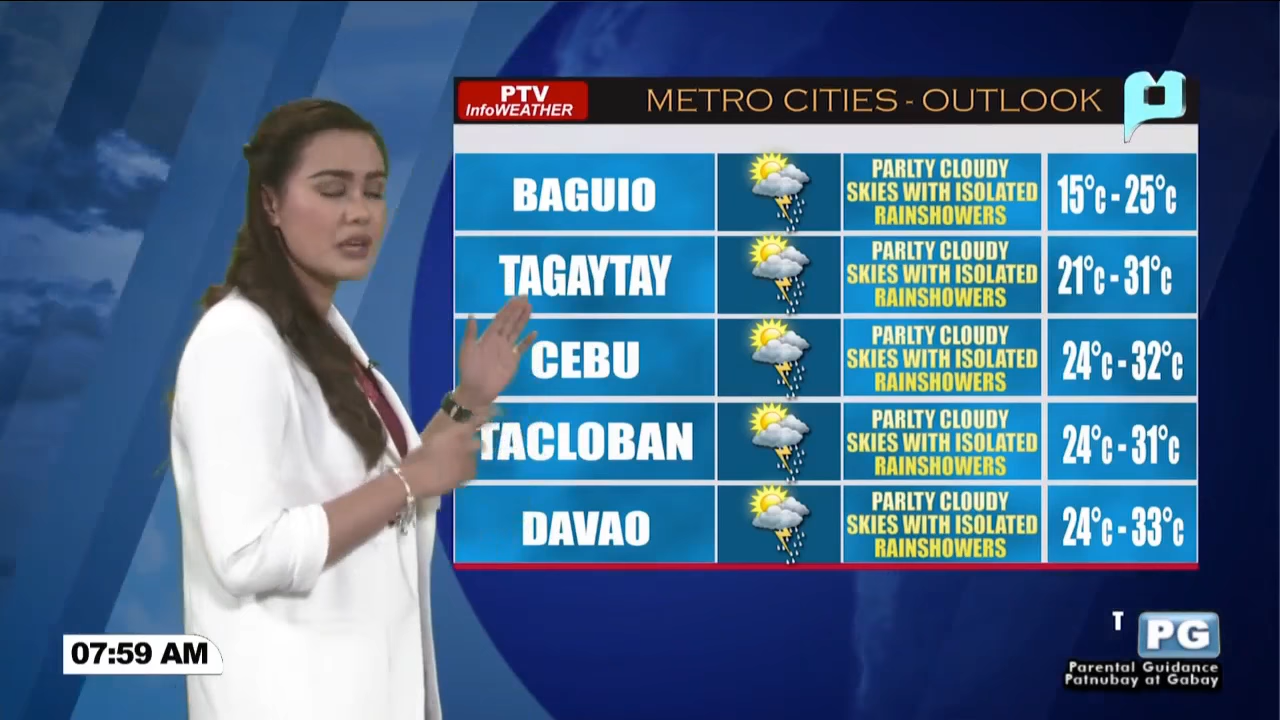 PTV
InfoWEATHER
METRO CITIES - OUTLOOK
BAGUIO
PARLTY CLOUDY
SKIES WITH ISOLATED
RAINSHOWERS
15°c - 25°c
TAGAYTAY
PARLTY CLOUDY
SKIES WITH ISOLATED
RAINSHOWERS
21°c - 31°c
CEBU
PARLTY CLOUDY
SKIES WITH ISOLATED
RAINSHOWERS
24°c - 32°c
TACLOBAN
PARLTY CLOUDY
SKIES WITH ISOLATED
RAINSHOWERS
24°c - 31°c
DAVAO
PARLTY CLOUDY
SKIES WITH ISOLATED
RAINSHOWERS
24°c - 33°c
07:59 AM
T
PG
Parental Guidance
Patnubay at Gabay